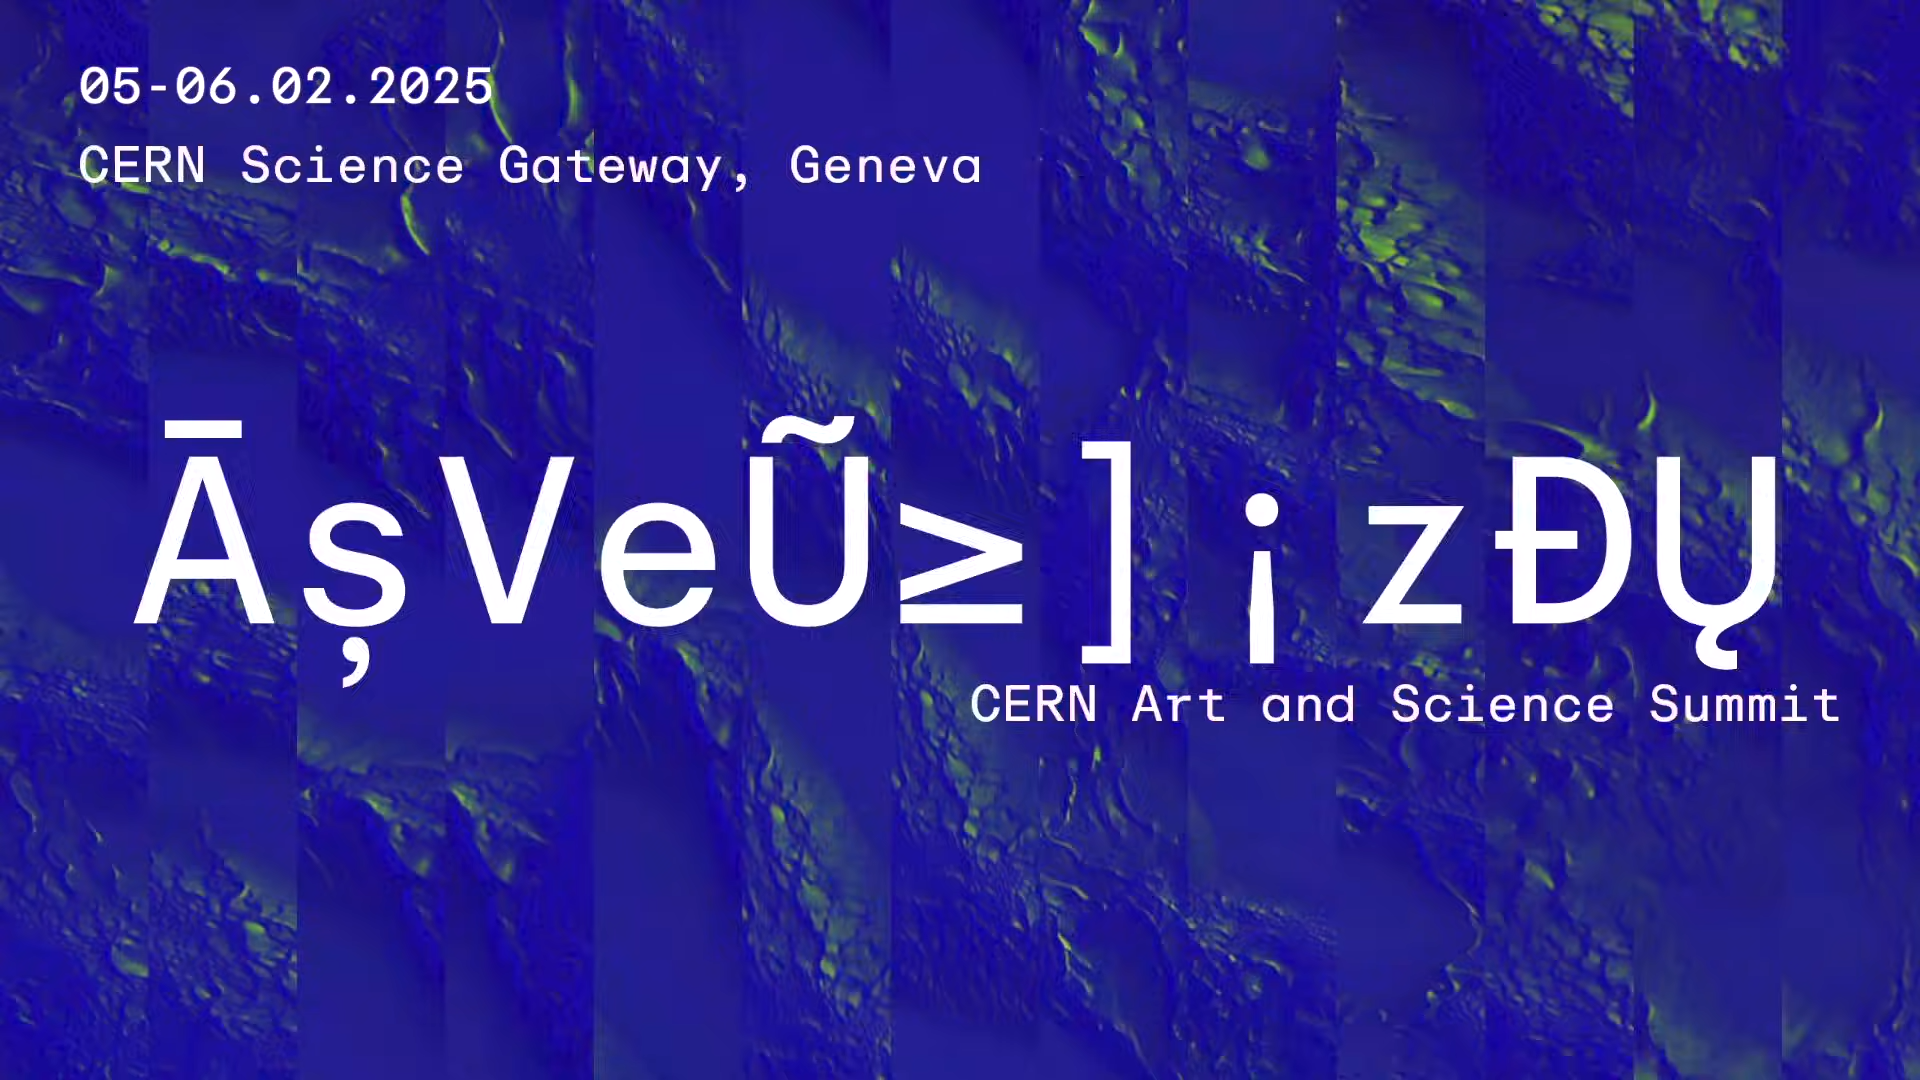 05-06.02.2025
CERN Science Gateway, Geneva
ĀșVeŨ≥]¡zĐŲ
CERN Art and Science Summit